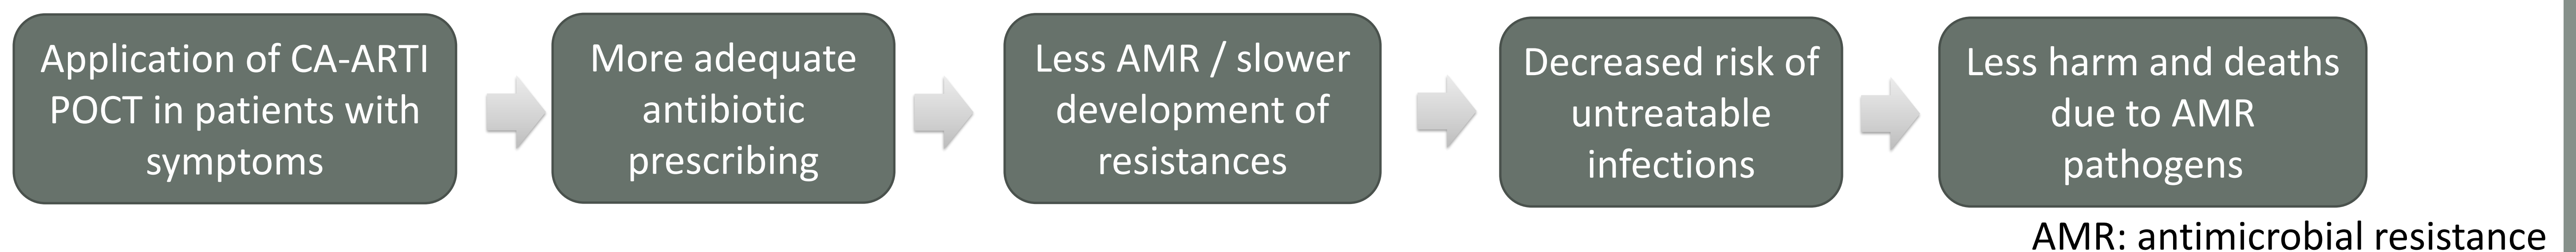 Application of CA-ARTI
POCT in patients with
symptoms
More adequate
antibiotic
prescribing
Less AMR / slower
development of
resistances
Decreased risk of
untreatable
infections
Less harm and deaths
due to AMR
pathogens
AMR: antimicrobial resistance